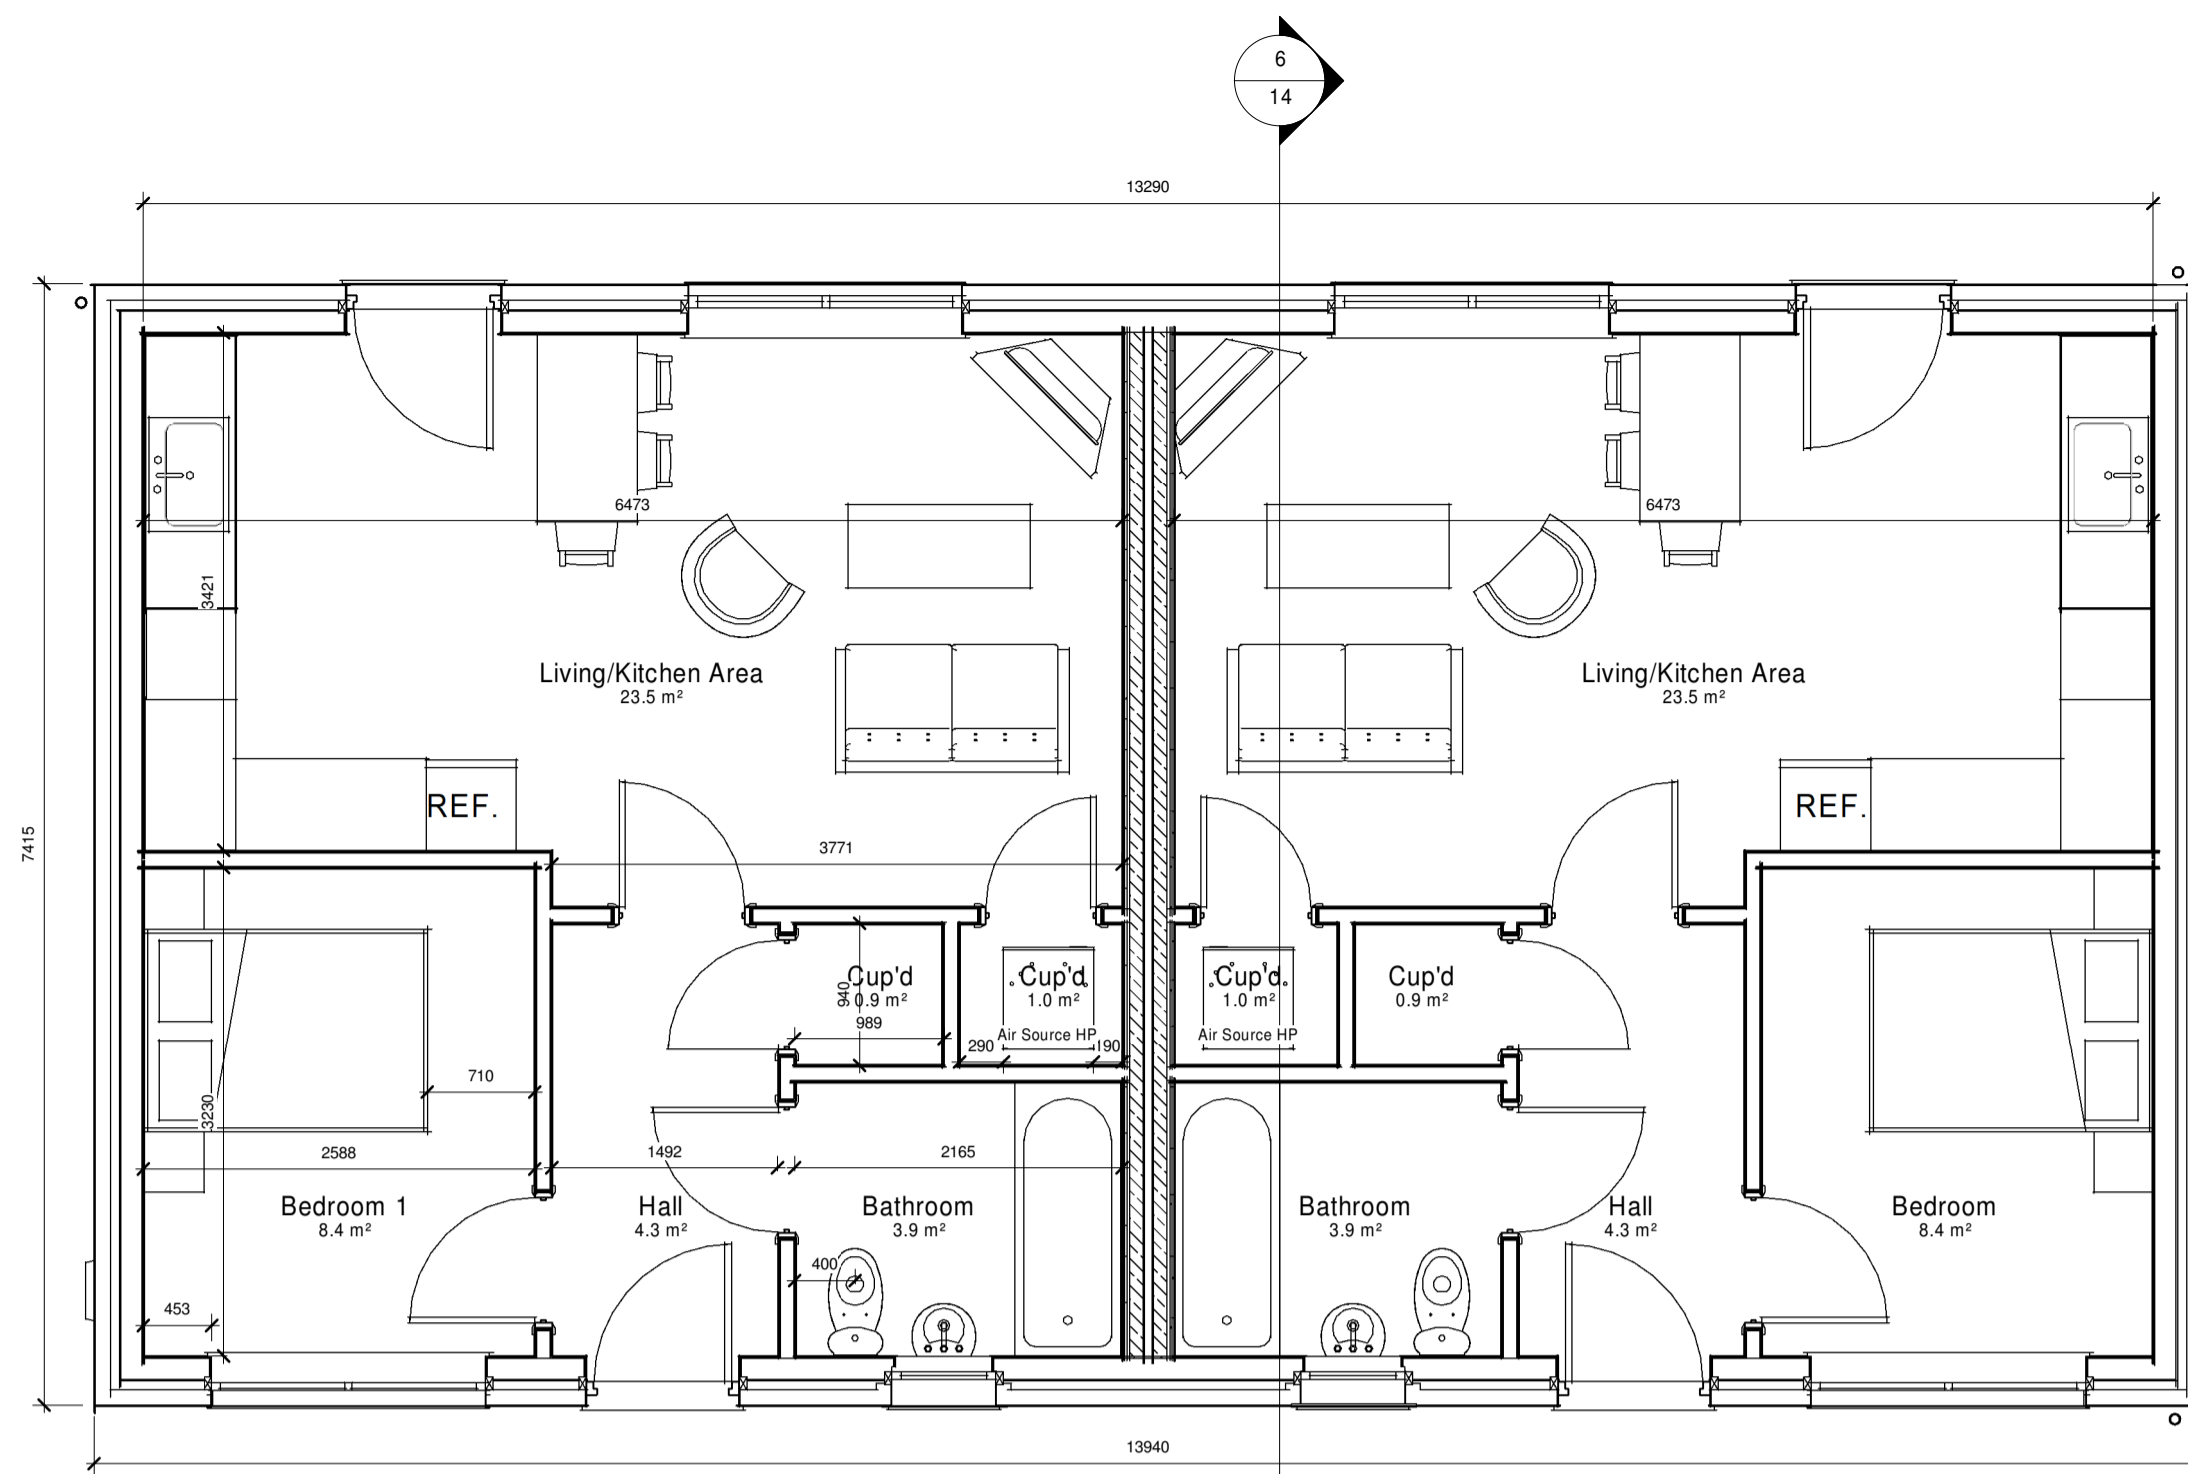 6
14
13290
6473
6473
3421
Living/Kitchen Area
23.5 m²
Living/Kitchen Area
23.5 m²
REF.
REF.
7415
3771
Cup'd
0.9 m²
940
989
Cup'd
1.0 m²
Air Source HP
290
190
Cup'd
1.0 m²
Air Source HP
Cup'd
0.9 m²
710
3230
2588
1492
2165
Bedroom 1
8.4 m²
Hall
4.3 m²
Bathroom
3.9 m²
Bathroom
3.9 m²
Hall
4.3 m²
Bedroom
8.4 m²
400
453
13940